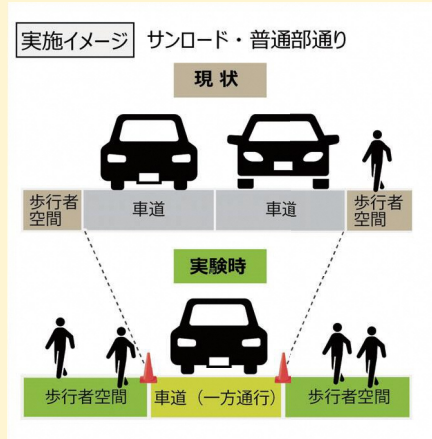 実施イメージ サンロード・普通部通り
現状
歩行者
空間
車道
車道
歩行者
空間
実験時
歩行者空間
車道（一方通行）
歩行者空間